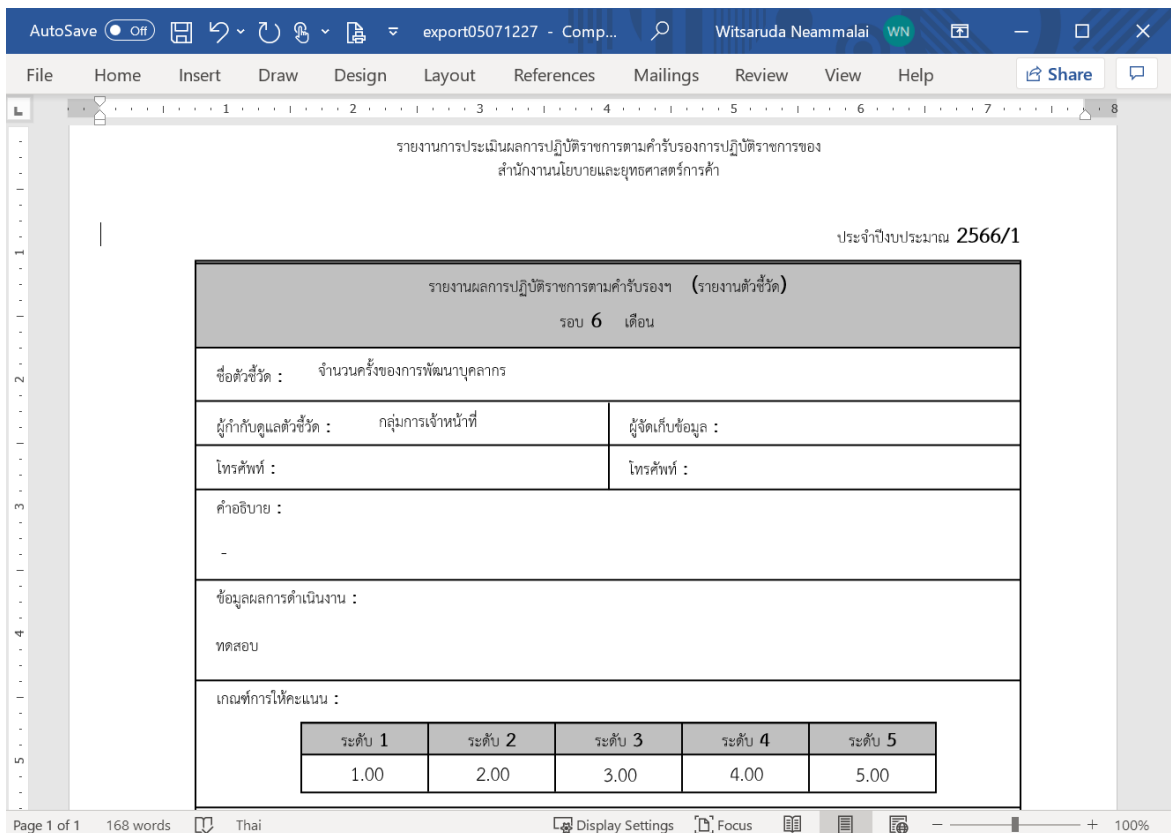 AutoSave Off export05071227 - Comp... Witsaruda Neammalai WN
File Home Insert Draw Design Layout References Mailings Review View Help Share
1 2 3 4 5 6 7 8
รายงานการประเมินผลการปฏิบัติราชการตามคำรับรองการปฏิบัติราชการของ
สำนักงานนโยบายและยุทธศาสตร์การค้า
ประจำปีงบประมาณ 2566/1
รายงานผลการปฏิบัติราชการตามคำรับรองฯ (รายงานตัวชี้วัด)
รอบ 6 เดือน
ชื่อตัวชี้วัด : จำนวนครั้งของการพัฒนาบุคลากร
ผู้กำกับดูแลตัวชี้วัด : กลุ่มการเจ้าหน้าที่ ผู้จัดเก็บข้อมูล :
โทรศัพท์ : โทรศัพท์ :
คำอธิบาย :
-
ข้อมูลผลการดำเนินงาน :
ทดสอบ
เกณฑ์การให้คะแนน :
ระดับ 1 ระดับ 2 ระดับ 3 ระดับ 4 ระดับ 5
1.00 2.00 3.00 4.00 5.00
1
2
3
4
5
Page 1 of 1 168 words Thai Display Settings Focus 100%